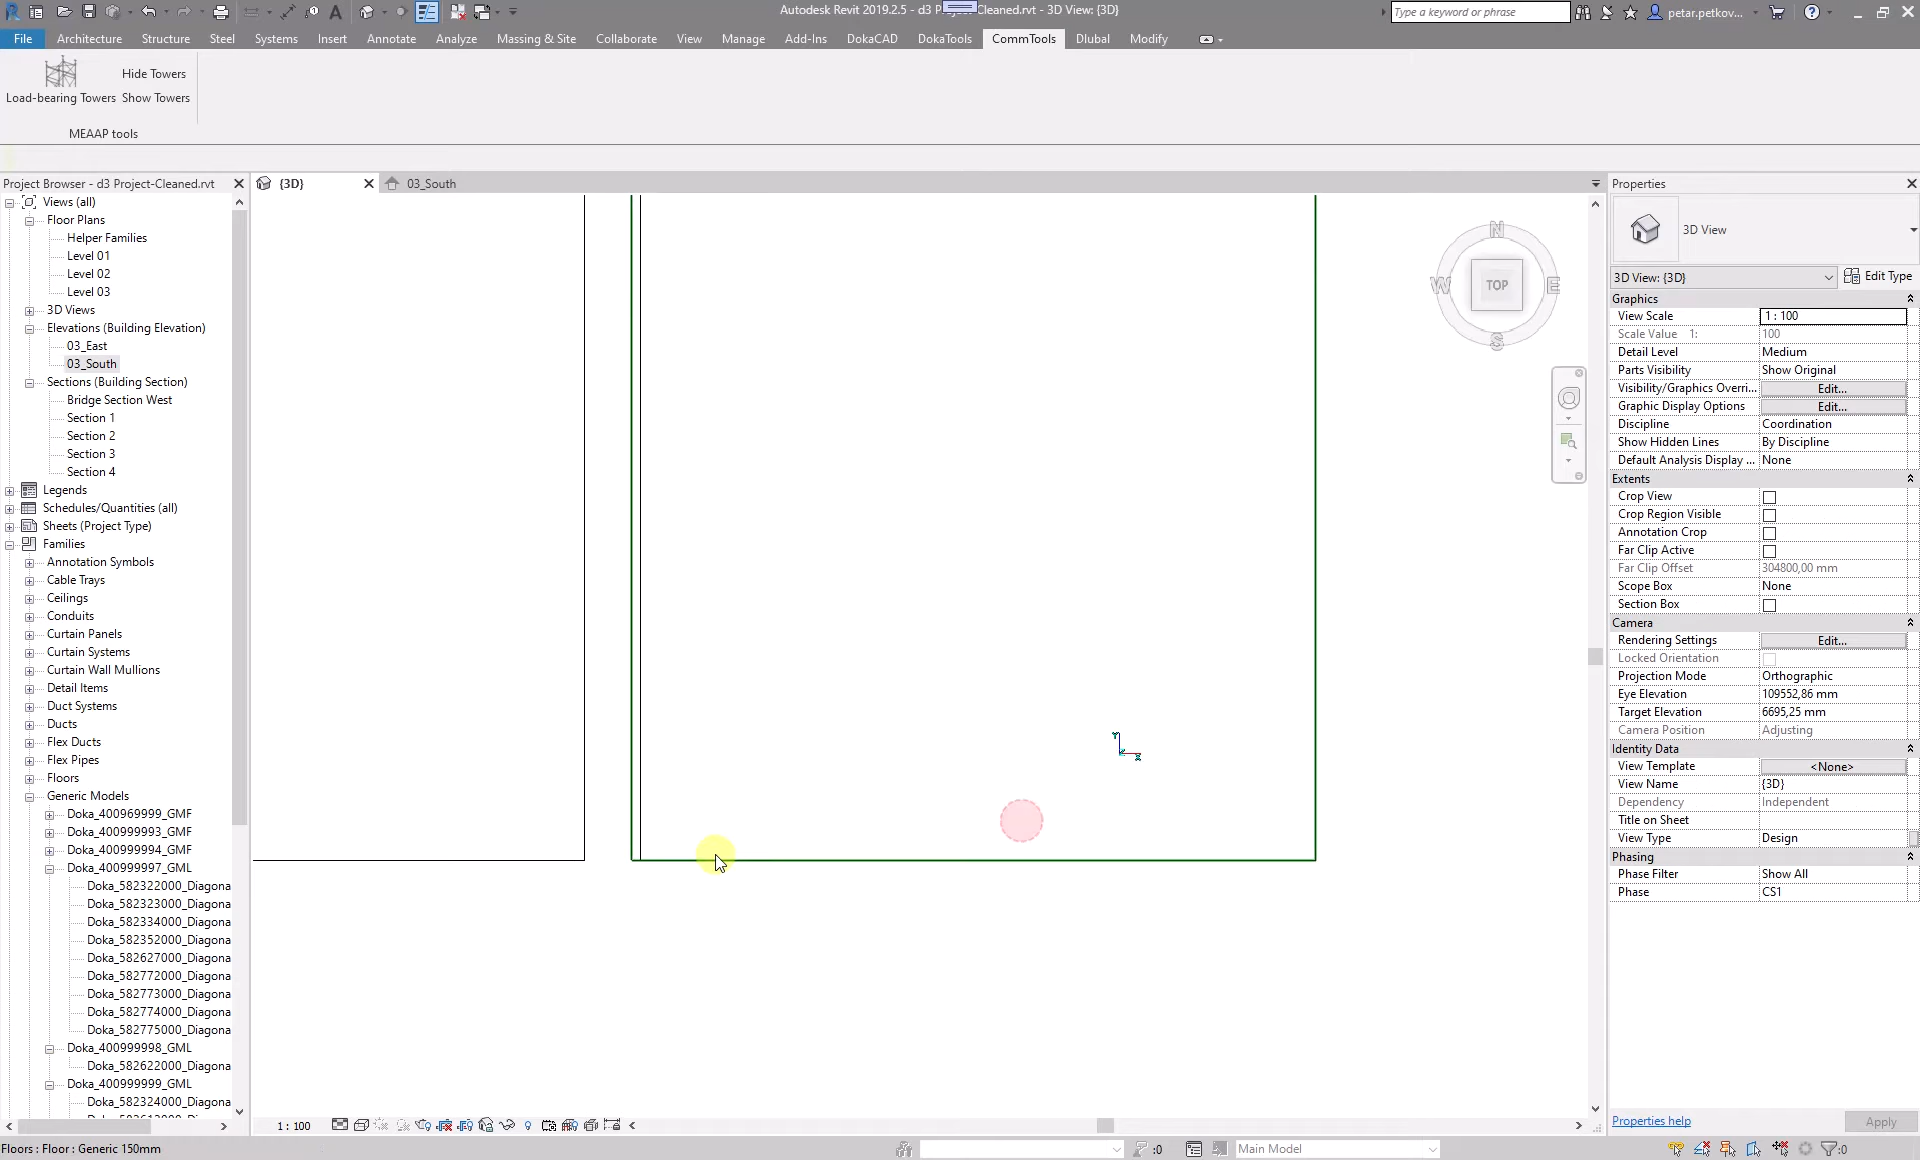 Autodesk Revit 2019.2.5 - d3 P Cleaned.rvt - 3D View: {3D}
Type a keyword or phrase
petar.petkov...
File Architecture Structure Steel Systems Insert Annotate Analyze Massing & Site Collaborate View Manage Add-Ins DokaCAD DokaTools CommTools Dlubal Modify
Load-bearing Towers
Hide Towers
Show Towers
MEAAP tools
Project Browser - d3 Project-Cleaned.rvt
Views (all)
Floor Plans
Helper Families
Level 01
Level 02
Level 03
3D Views
Elevations (Building Elevation)
03_East
03_South
Sections (Building Section)
Bridge Section West
Section 1
Section 2
Section 3
Section 4
Legends
Schedules/Quantities (all)
Sheets (Project Type)
Families
Annotation Symbols
Cable Trays
Ceilings
Conduits
Curtain Panels
Curtain Systems
Curtain Wall Mullions
Detail Items
Duct Systems
Ducts
Flex Ducts
Flex Pipes
Floors
Generic Models
Doka_400969999_GMF
Doka_400999993_GMF
Doka_400999994_GMF
Doka_400999997_GML
Doka_582322000_Diagona
Doka_582323000_Diagona
Doka_582334000_Diagona
Doka_582352000_Diagona
Doka_582627000_Diagona
Doka_582772000_Diagona
Doka_582773000_Diagona
Doka_582774000_Diagona
Doka_582775000_Diagona
Doka_400999998_GML
Doka_582622000_Diagona
Doka_400999999_GML
Doka_582324000_Diagona
{3D}
03_South
N
W TOP E
S
Y
X
1 : 100
Properties
3D View
3D View: {3D} Edit Type
Graphics
View Scale 1 : 100
Scale Value 1: 100
Detail Level Medium
Parts Visibility Show Original
Visibility/Graphics Overri... Edit...
Graphic Display Options Edit...
Discipline Coordination
Show Hidden Lines By Discipline
Default Analysis Display ... None
Extents
Crop View
Crop Region Visible
Annotation Crop
Far Clip Active
Far Clip Offset 304800,00 mm
Scope Box None
Section Box
Camera
Rendering Settings Edit...
Locked Orientation
Projection Mode Orthographic
Eye Elevation 109552,86 mm
Target Elevation 6695,25 mm
Camera Position Adjusting
Identity Data
View Template <None>
View Name {3D}
Dependency Independent
Title on Sheet
View Type Design
Phasing
Phase Filter Show All
Phase CS1
Properties help Apply
Floors : Floor : Generic 150mm
:0
Main Model
:0